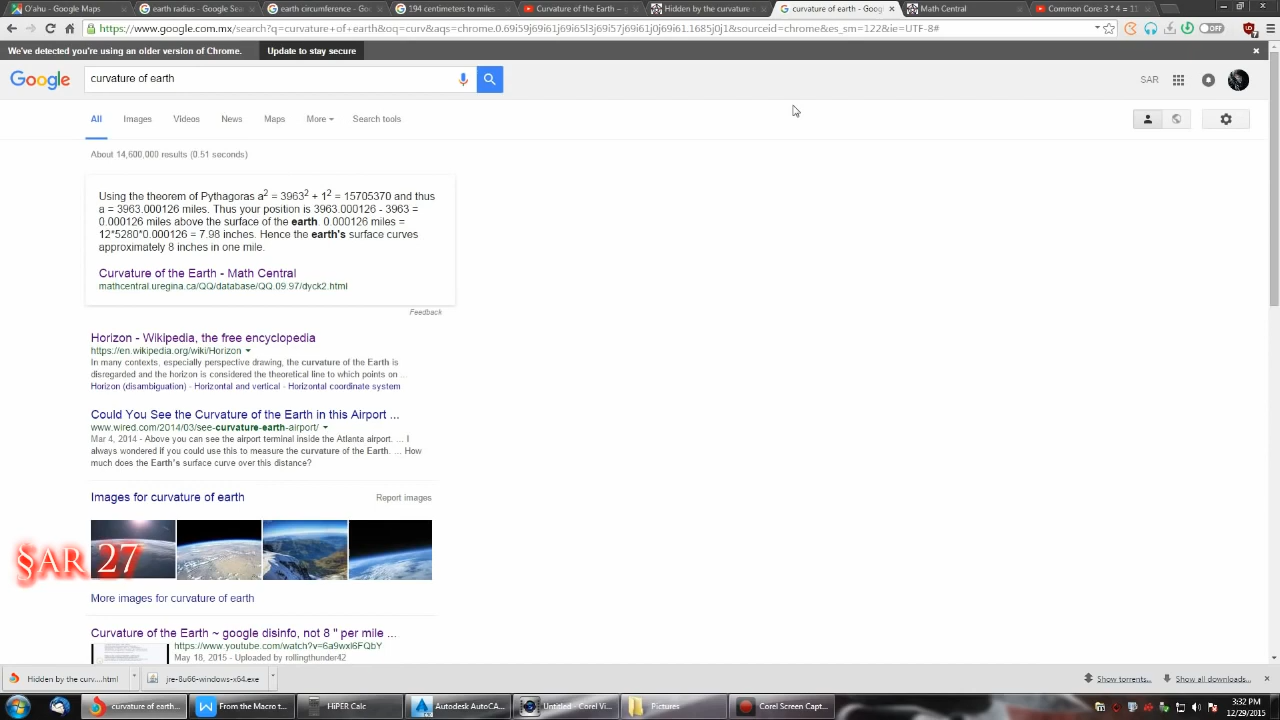 O'ahu - Google Maps
earth radius - Google Sea
earth circumference - Go
194 centimeters to miles
Curvature of the Earth ~
Hidden by the curvature
curvature of earth - Goog
Math Central
Common Core: 3 * 4 = 11
https://www.google.com.mx/search?q=curvature+of+earth&oq=curv&aqs=chrome.0.69i59j69i61j69i65l3j69i57j69i61j0j69i61.1685j0j1&sourceid=chrome&es_sm=122&ie=UTF-8#
We've detected you're using an older version of Chrome. Update to stay secure
Google
curvature of earth
SAR
All Images Videos News Maps More Search tools
About 14,600,000 results (0.51 seconds)
Using the theorem of Pythagoras a2 = 39632 + 12 = 15705370 and thus
a = 3963.000126 miles. Thus your position is 3963.000126 - 3963 =
0.000126 miles above the surface of the earth. 0.000126 miles =
12*5280*0.000126 = 7.98 inches. Hence the earth's surface curves
approximately 8 inches in one mile.
Curvature of the Earth - Math Central
mathcentral.uregina.ca/QQ/database/QQ.09.97/dyck2.html
Feedback
Horizon - Wikipedia, the free encyclopedia
https://en.wikipedia.org/wiki/Horizon
In many contexts, especially perspective drawing, the curvature of the Earth is
disregarded and the horizon is considered the theoretical line to which points on ...
Horizon (disambiguation) - Horizontal and vertical - Horizontal coordinate system
Could You See the Curvature of the Earth in this Airport ...
www.wired.com/2014/03/see-curvature-earth-airport/
Mar 4, 2014 - Above you can see the airport terminal inside the Atlanta airport. ... I
always wondered if you could use this to measure the curvature of the Earth. ... How
much does the Earth's surface curve over this distance?
Images for curvature of earth
Report images
§AR 27
More images for curvature of earth
Curvature of the Earth ~ google disinfo, not 8 " per mile ...
https://www.youtube.com/watch?v=6a9wxl6FQbY
May 18, 2015 - Uploaded by rollingthunder42
Hidden by the curv....html
jre-8u66-windows-x64.exe
Show torrents...
Show all downloads...
curvature of earth...
From the Macro t...
HiPER Calc
Autodesk AutoCA...
Untitled - Corel Vi...
Pictures
Corel Screen Capt...
3:32 PM
12/29/2015